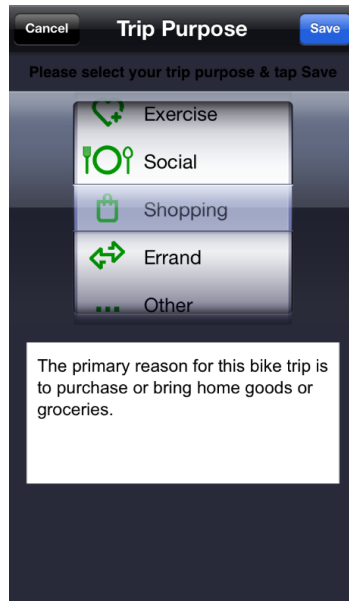 Cancel Trip Purpose Save
Please select your trip purpose & tap Save
Exercise
Social
Shopping
Errand
Other
The primary reason for this bike trip is
to purchase or bring home goods or
groceries.